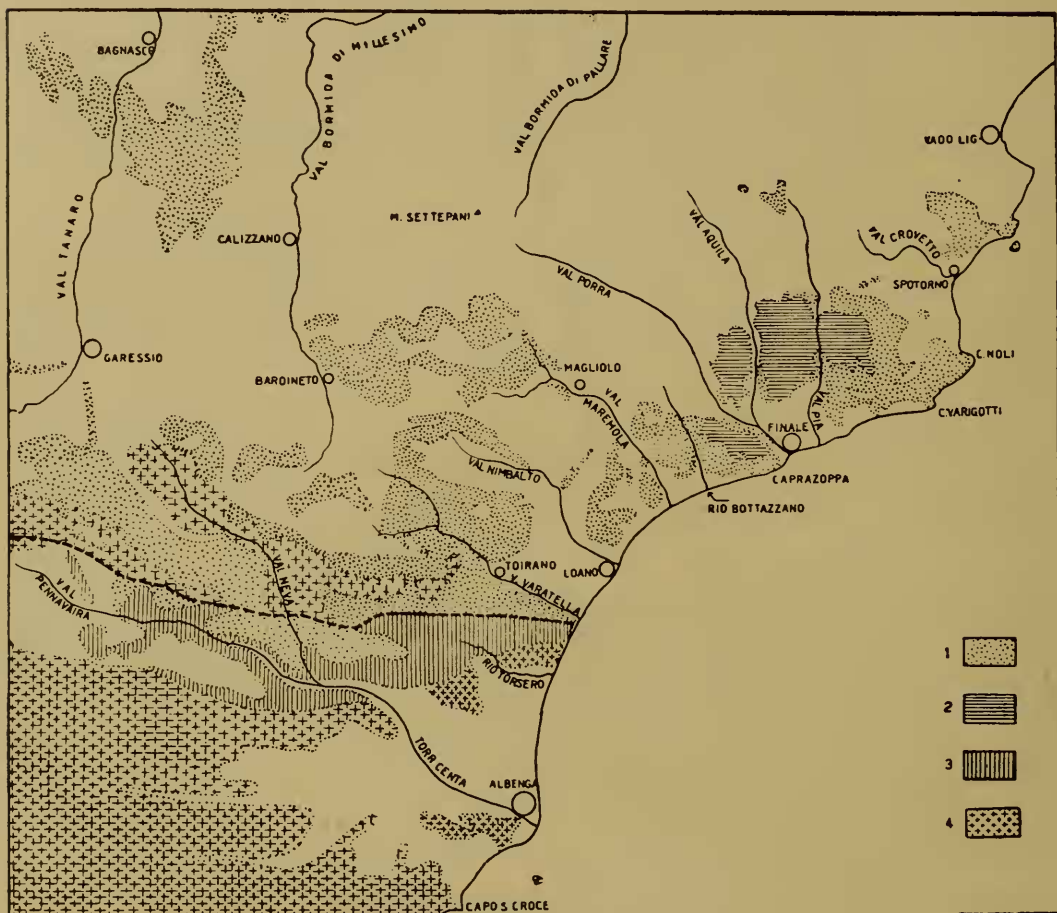 BAGNASCO
VAL BORMIDA DI MILLESIMO
VAL BORMIDA DI PALLARE
VADO LIG.
VAL TANARO
M. SETTEPANI
CALIZZANO
VAL AQUILA
VAL CROVETTO
VAL PORRA
SPOTORNO
GARESSIO
BARDINETO
MAGLIOLO
VAL MAREMOLA
C. NOLI
C. VARIGOTTI
VAL PIA
FINALE
VAL NIMBALTO
CAPRAZOPPA
RIO BOTTAZZANO
TOIRANO
LOANO
V. VARATELLA
VAL NEVA
VAL
PENNAVAIRA
RIO TORSERO
1
2
3
4
TORR CENTA
ALBENGA
CAPO S. CROCE